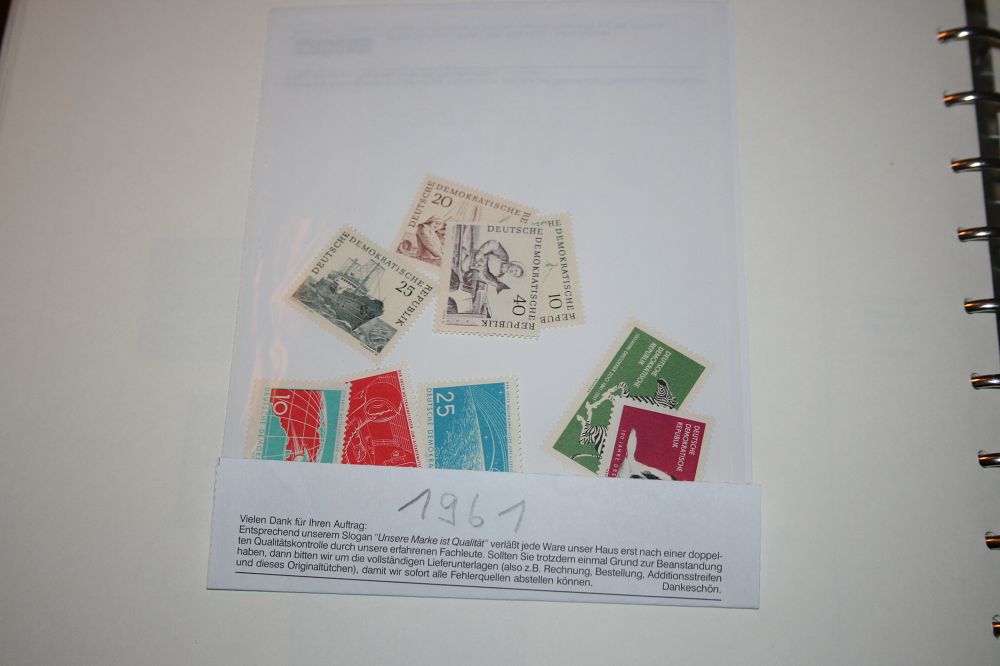 DEUTSCHE DEMOKRATISCHE
20
DEUTSCHE
DEMOKRATISCHE
REPUBLIK
40
10
REPUBLIK
DEUTSCHE
DEMOKRATISCHE
REPUBLIK
25
10
25
DEUTSCHE
DEMOKRATISCHE
REPUBLIK
DEUTSCHE
DEMOKRATISCHE
REPUBLIK
1961
Vielen Dank für Ihren Auftrag:
Entsprechend unserem Slogan "Unsere Marke ist Qualität" verläßt jede Ware unser Haus erst nach einer doppel-
ten Qualitätskontrolle durch unsere erfahrenen Fachleute. Sollten Sie trotzdem einmal Grund zur Beanstandung
haben, dann bitten wir um die vollständigen Lieferunterlagen (also z.B. Rechnung, Bestellung, Additionsstreifen
und dieses Originaltütchen), damit wir sofort alle Fehlerquellen abstellen können.
Dankeschön.